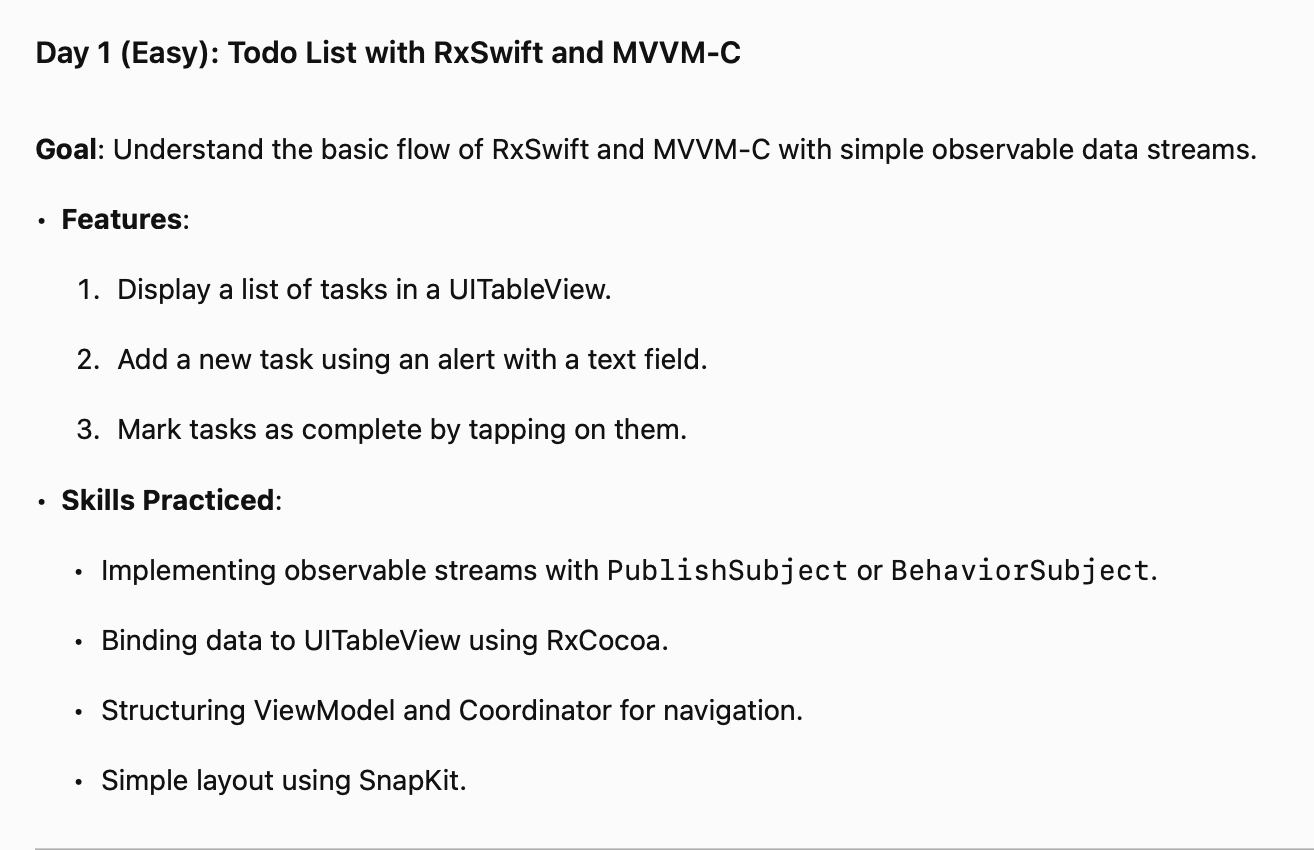 Day 1 (Easy): Todo List with RxSwift and MVVM-C
Goal: Understand the basic flow of RxSwift and MVVM-C with simple observable data streams.
• Features:
1. Display a list of tasks in a UITableView.
2. Add a new task using an alert with a text field.
3. Mark tasks as complete by tapping on them.
• Skills Practiced:
• Implementing observable streams with PublishSubject or BehaviorSubject.
• Binding data to UITableView using RxCocoa.
• Structuring ViewModel and Coordinator for navigation.
• Simple layout using SnapKit.